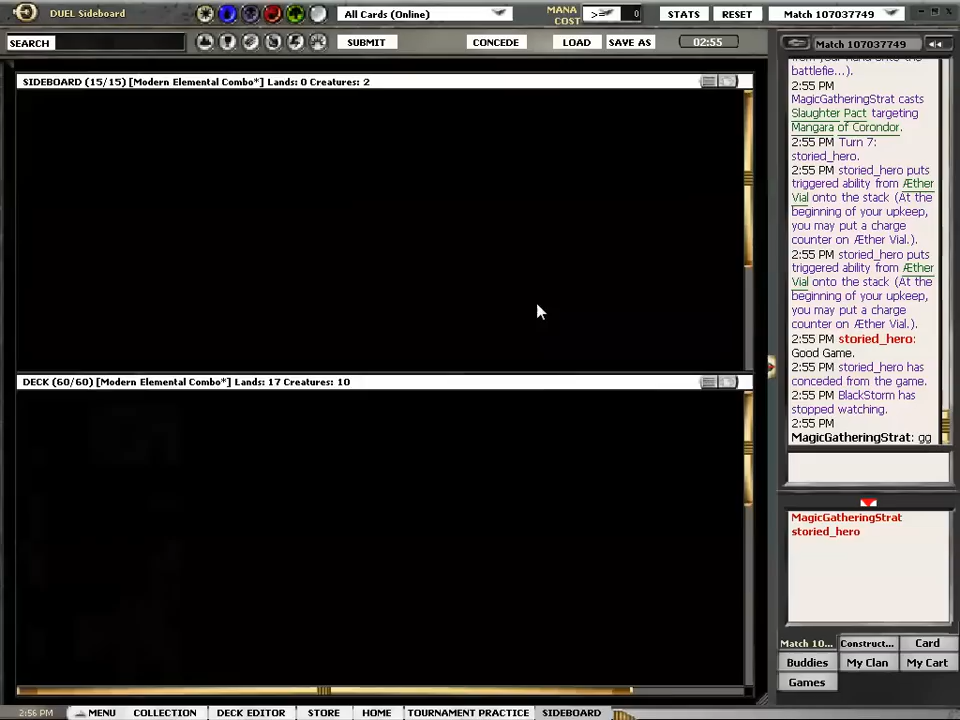 DUEL Sideboard
All Cards (Online)
MANA COST
>=
0
STATS
RESET
Match 107037749
SEARCH
SUBMIT
CONCEDE
LOAD
SAVE AS
02:55
Match 107037749
SIDEBOARD (15/15) [Modern Elemental Combo*] Lands: 0 Creatures: 2
DECK (60/60) [Modern Elemental Combo*] Lands: 17 Creatures: 10
battlefie...).
2:55 PM
MagicGatheringStrat casts
Slaughter Pact targeting
Mangara of Corondor.
2:55 PM Turn 7:
storied_hero.
2:55 PM storied_hero puts
triggered ability from Æther
Vial onto the stack (At the
beginning of your upkeep,
you may put a charge
counter on Æther Vial.).
2:55 PM storied_hero puts
triggered ability from Æther
Vial onto the stack (At the
beginning of your upkeep,
you may put a charge
counter on Æther Vial.).
2:55 PM storied_hero:
Good Game.
2:55 PM storied_hero has
conceded from the game.
2:55 PM BlackStorm has
stopped watching.
2:55 PM
MagicGatheringStrat: gg
MagicGatheringStrat
storied_hero
Match 10...
Construct...
Card
Buddies
My Clan
My Cart
Games
2:56 PM
MENU
COLLECTION
DECK EDITOR
STORE
HOME
TOURNAMENT PRACTICE
SIDEBOARD